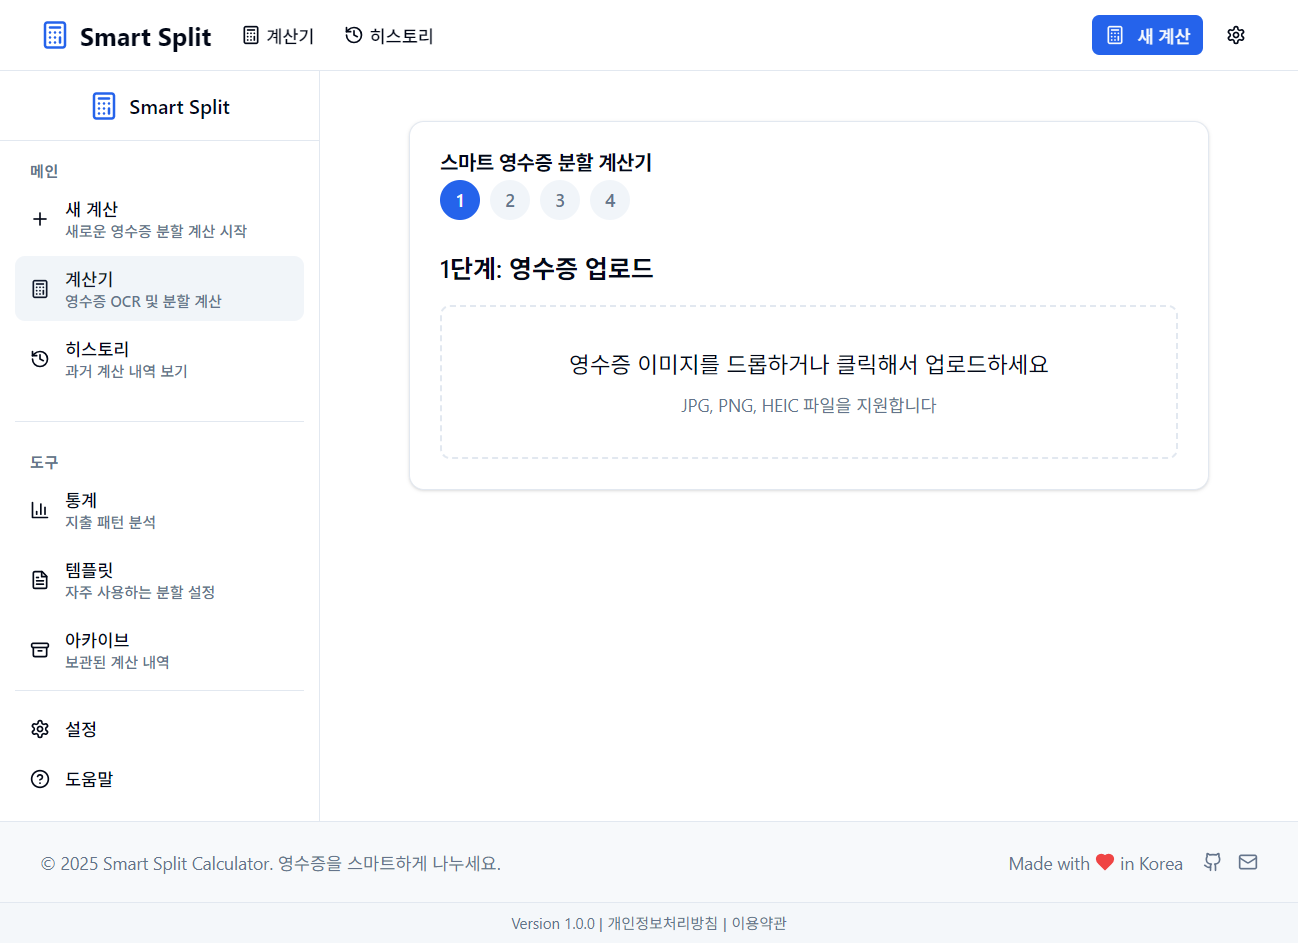 Smart Split
계산기
히스토리
새 계산
Smart Split
메인
새 계산
새로운 영수증 분할 계산 시작
계산기
영수증 OCR 및 분할 계산
히스토리
과거 계산 내역 보기
도구
통계
지출 패턴 분석
템플릿
자주 사용하는 분할 설정
아카이브
보관된 계산 내역
설정
도움말
스마트 영수증 분할 계산기
1 2 3 4
1단계: 영수증 업로드
영수증 이미지를 드롭하거나 클릭해서 업로드하세요
JPG, PNG, HEIC 파일을 지원합니다
© 2025 Smart Split Calculator. 영수증을 스마트하게 나누세요.
Made with ❤️ in Korea
Version 1.0.0 | 개인정보처리방침 | 이용약관